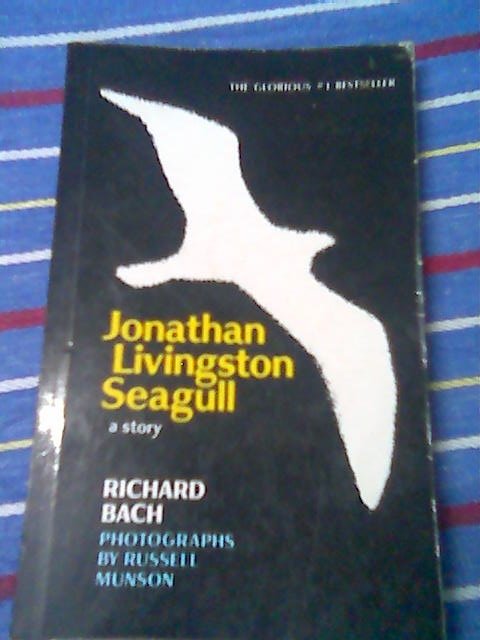 THE GLORIOUS #1 BESTSELLER
Jonathan
Livingston
Seagull
a story
RICHARD
BACH
PHOTOGRAPHS
BY RUSSELL
MUNSON